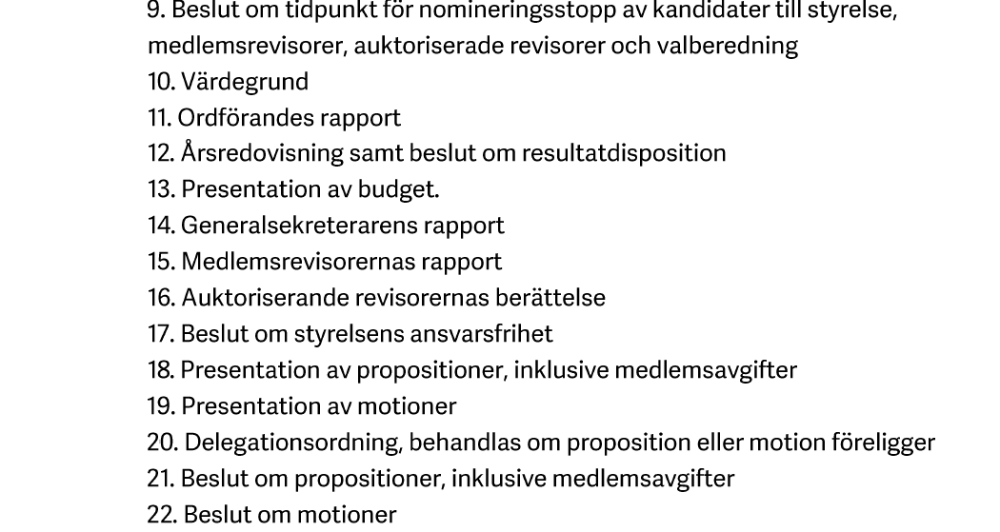 9. Beslut om tidpunkt för nomineringsstopp av kandidater till styrelse,
medlemsrevisorer, auktoriserade revisorer och valberedning
10. Värdegrund
11. Ordförandes rapport
12. Årsredovisning samt beslut om resultatdisposition
13. Presentation av budget.
14. Generalsekreterarens rapport
15. Medlemsrevisorernas rapport
16. Auktoriserande revisorernas berättelse
17. Beslut om styrelsens ansvarsfrihet
18. Presentation av propositioner, inklusive medlemsavgifter
19. Presentation av motioner
20. Delegationsordning, behandlas om proposition eller motion föreligger
21. Beslut om propositioner, inklusive medlemsavgifter
22. Beslut om motioner